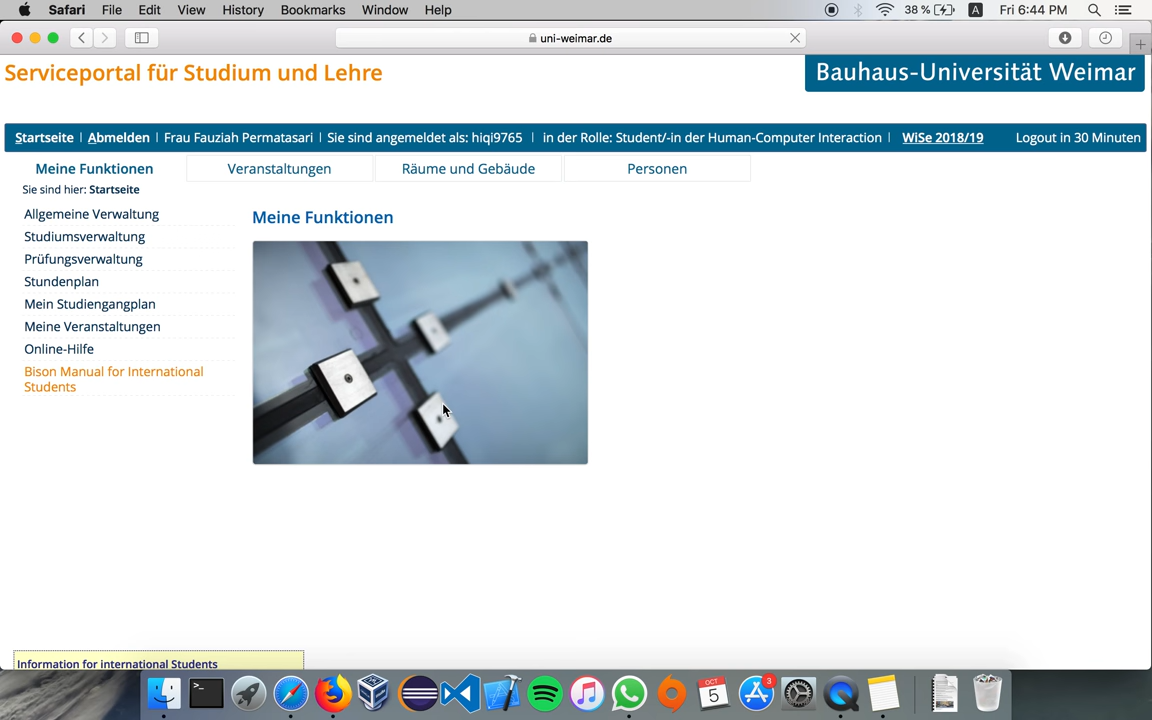 Safari File Edit View History Bookmarks Window Help 38 % A Fri 6:44 PM
uni-weimar.de
Serviceportal für Studium und Lehre
Bauhaus-Universität Weimar
Startseite | Abmelden | Frau Fauziah Permatasari | Sie sind angemeldet als: hiqi9765 | in der Rolle: Student/-in der Human-Computer Interaction | WiSe 2018/19 Logout in 30 Minuten
Meine Funktionen Veranstaltungen Räume und Gebäude Personen
Sie sind hier: Startseite
Allgemeine Verwaltung
Studiumsverwaltung
Prüfungsverwaltung
Stundenplan
Mein Studiengangplan
Meine Veranstaltungen
Online-Hilfe
Bison Manual for International
Students
Meine Funktionen
Information for international Students
OCT
5
3